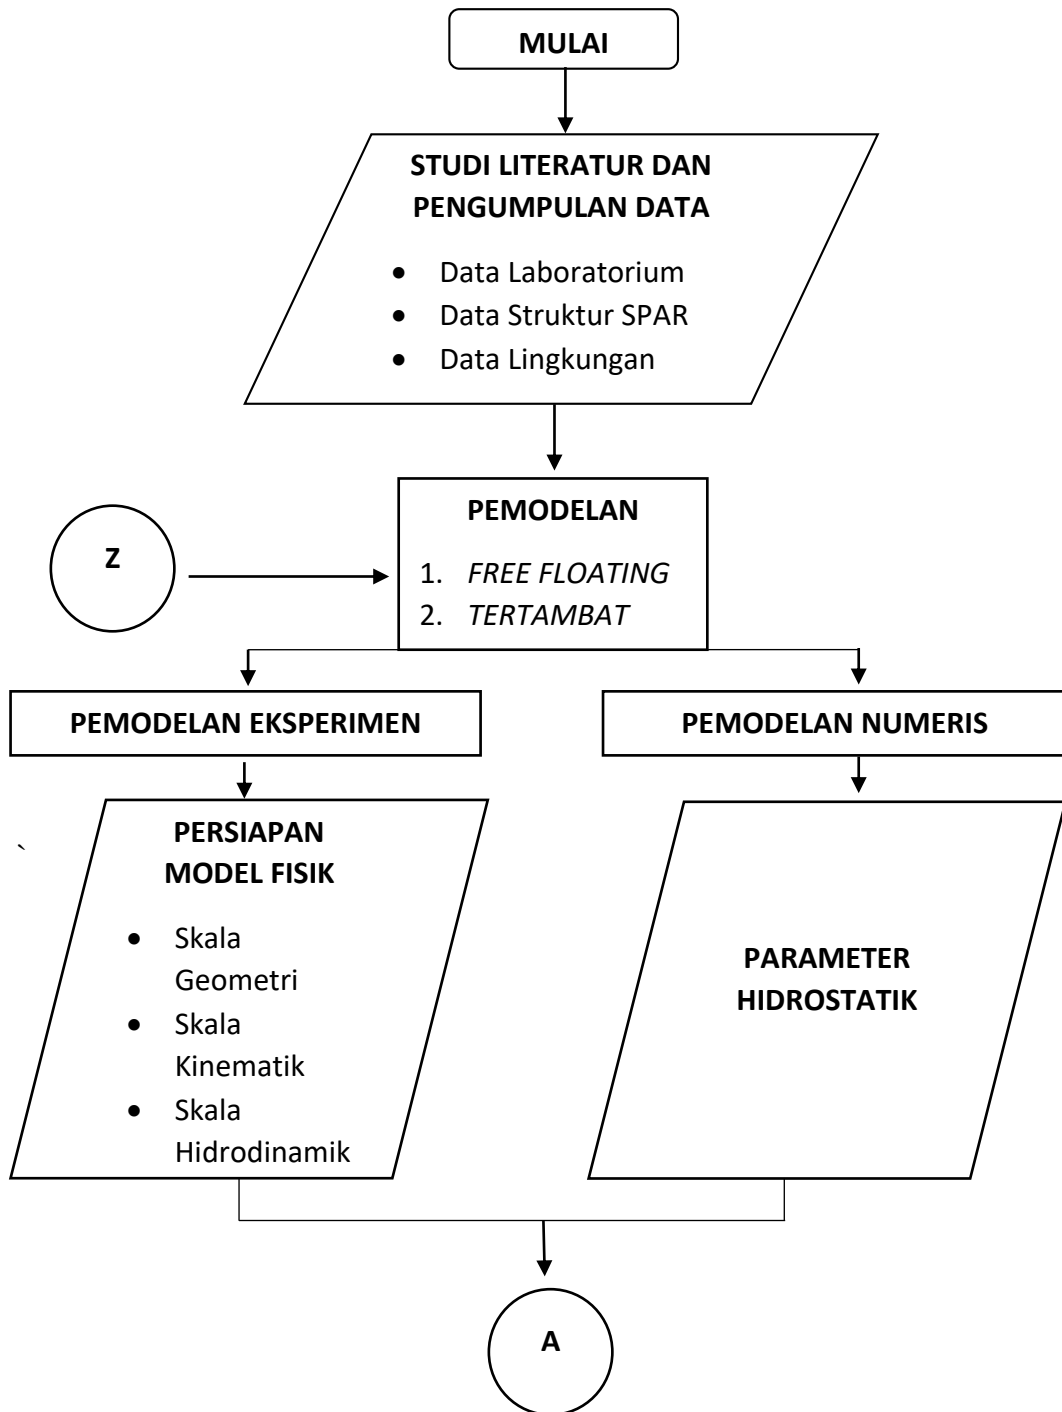 MULAI
STUDI LITERATUR DAN
PENGUMPULAN DATA
• Data Laboratorium
• Data Struktur SPAR
• Data Lingkungan
PEMODELAN
1. FREE FLOATING
2. TERTAMBAT
Z
PEMODELAN EKSPERIMEN
PEMODELAN NUMERIS
PERSIAPAN
MODEL FISIK
• Skala
Geometri
• Skala
Kinematik
• Skala
Hidrodinamik
`
PARAMETER
HIDROSTATIK
A